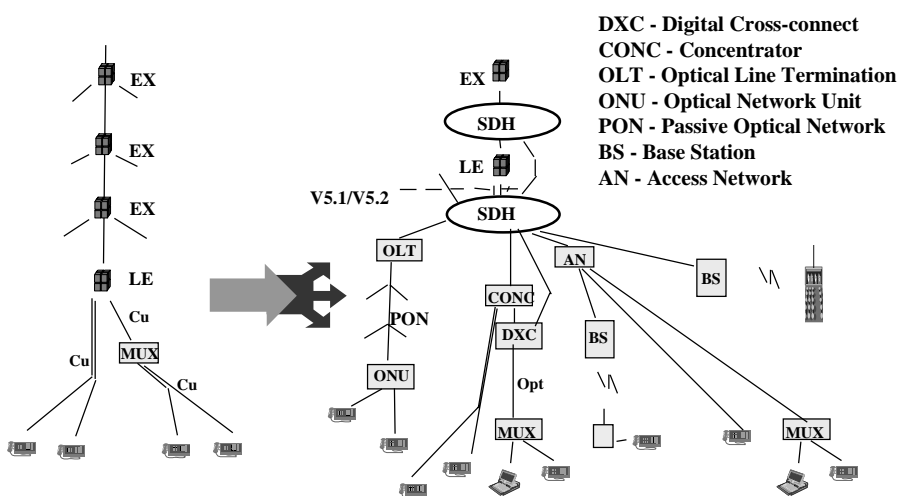 DXC - Digital Cross-connect
CONC - Concentrator
OLT - Optical Line Termination
ONU - Optical Network Unit
PON - Passive Optical Network
BS - Base Station
AN - Access Network
EX
EX
EX
LE
Cu
MUX
Cu
Cu
EX
SDH
LE
V5.1/V5.2
SDH
OLT
AN
BS
CONC
PON
DXC
BS
ONU
Opt
MUX
MUX